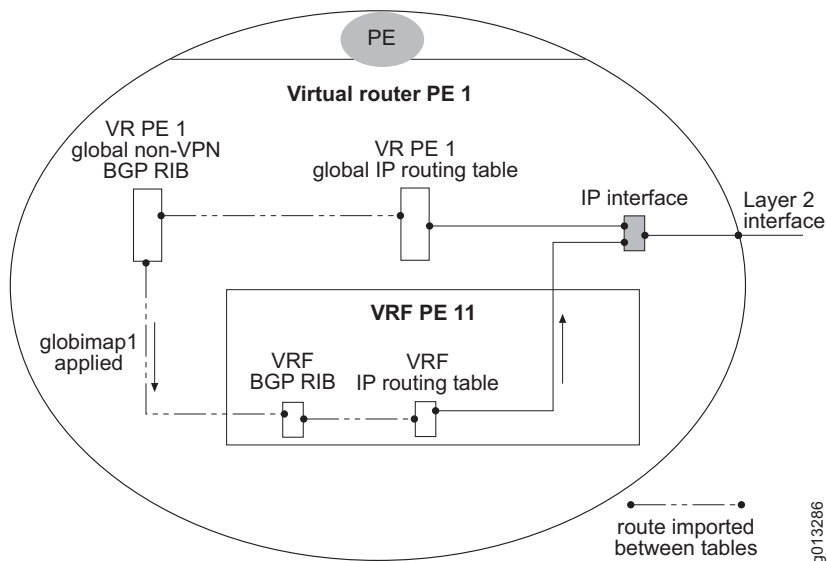 PE
Virtual router PE 1
VR PE 1
global non-VPN
BGP RIB
VR PE 1
global IP routing table
IP interface
Layer 2
interface
VRF PE 11
globimap1
applied
VRF
BGP RIB
VRF
IP routing table
route imported
between tables
g013286